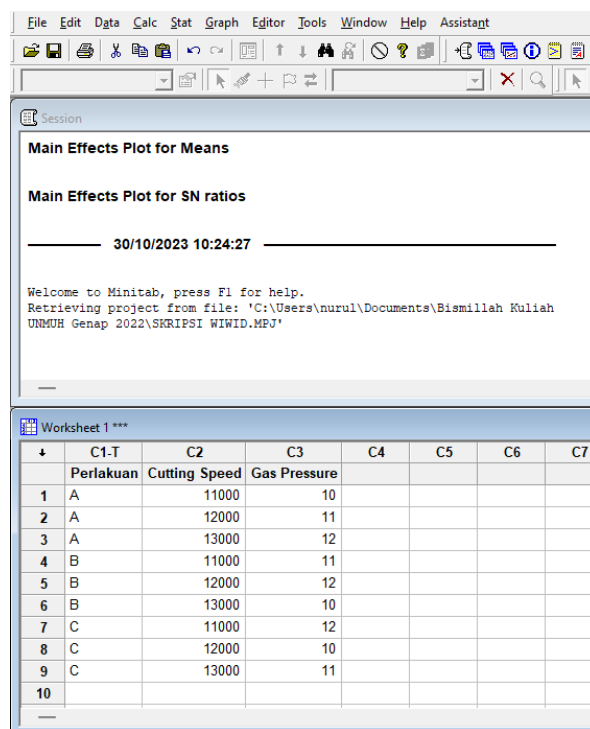 File Edit Data Calc Stat Graph Editor Tools Window Help Assistant
Session
Main Effects Plot for Means
Main Effects Plot for SN ratios
30/10/2023 10:24:27
Welcome to Minitab, press F1 for help.
Retrieving project from file: 'C:\Users\nurul\Documents\Bismillah Kuliah
UNMUH Genap 2022\SKRIPSI WIWID.MPJ'
Worksheet 1 ***
C1-T C2 C3 C4 C5 C6 C7
Perlakuan Cutting Speed Gas Pressure
1 A 11000 10
2 A 12000 11
3 A 13000 12
4 B 11000 11
5 B 12000 12
6 B 13000 10
7 C 11000 12
8 C 12000 10
9 C 13000 11
10